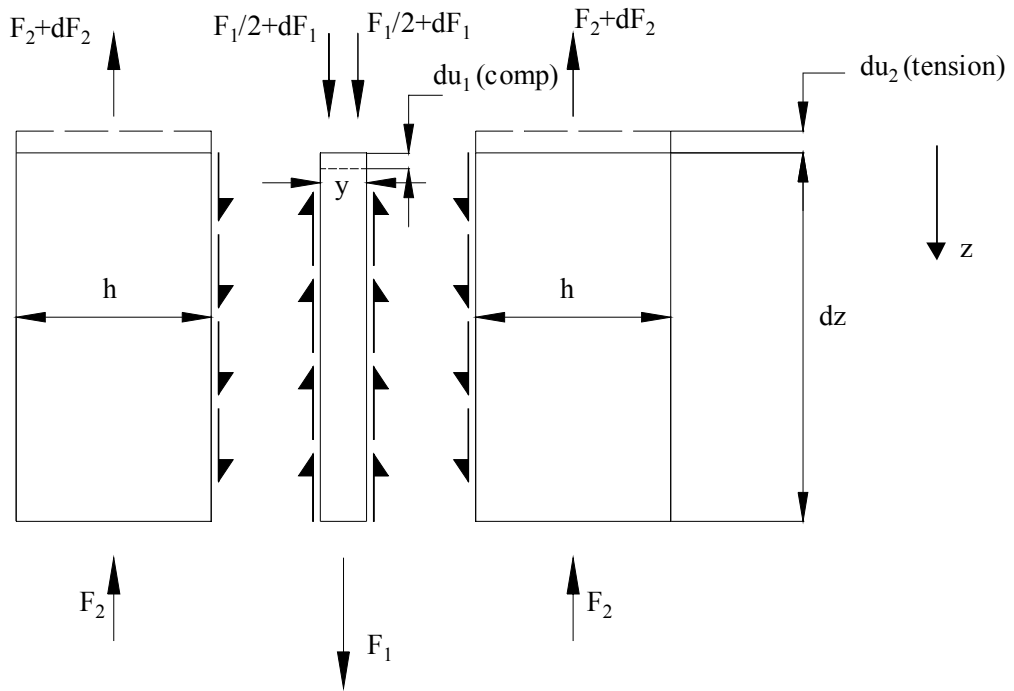 F₂+dF₂
F₁/2+dF₁
F₁/2+dF₁
F₂+dF₂
du₁ (comp)
du₂ (tension)
y
z
h
h
dz
F₂
F₁
F₂